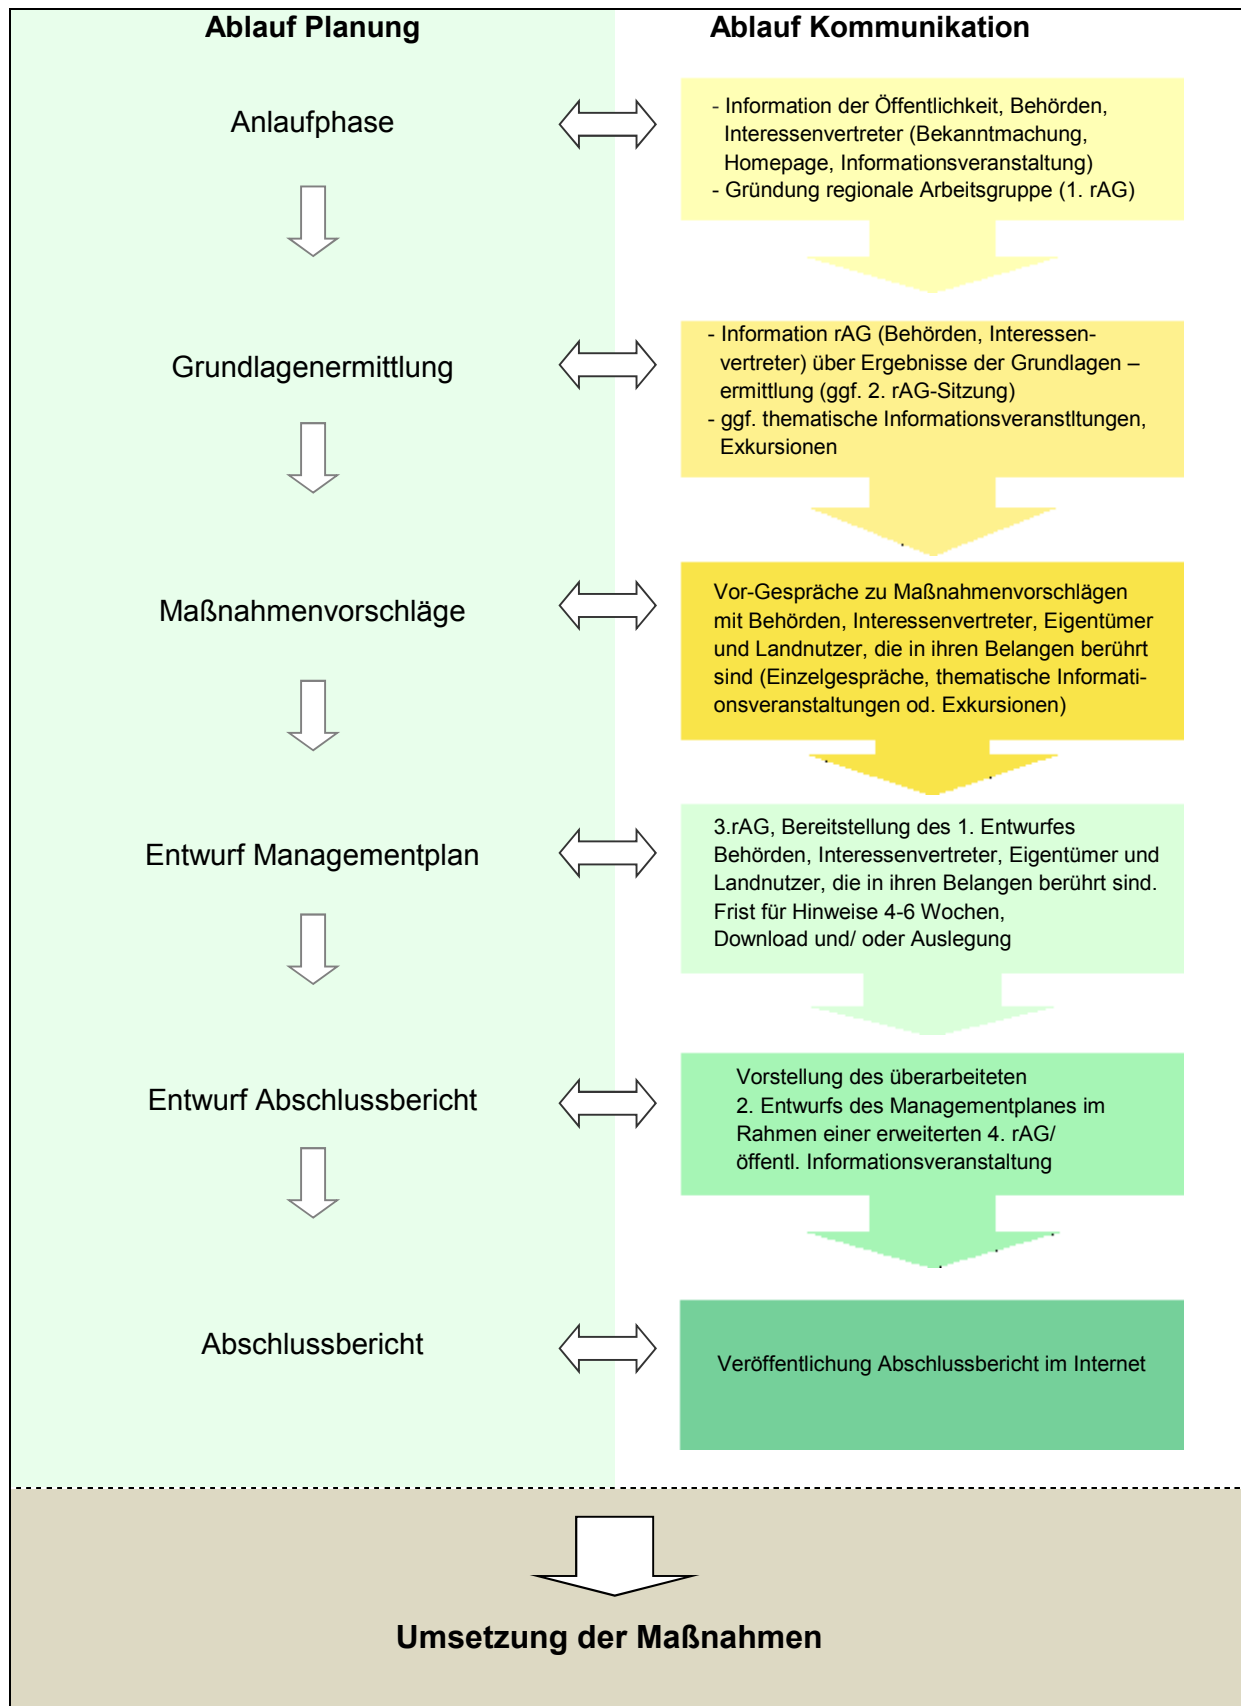 Ablauf Planung
Ablauf Kommunikation
Anlaufphase
- Information der Öffentlichkeit, Behörden,
Interessenvertreter (Bekanntmachung,
Homepage, Informationsveranstaltung)
- Gründung regionale Arbeitsgruppe (1. rAG)
Grundlagenermittlung
- Information rAG (Behörden, Interessen-
vertreter) über Ergebnisse der Grundlagen –
ermittlung (ggf. 2. rAG-Sitzung)
- ggf. thematische Informationsveranstltungen,
Exkursionen
Maßnahmenvorschläge
Vor-Gespräche zu Maßnahmenvorschlägen
mit Behörden, Interessenvertreter, Eigentümer
und Landnutzer, die in ihren Belangen berührt
sind (Einzelgespräche, thematische Informati-
onsveranstaltungen od. Exkursionen)
Entwurf Managementplan
3.rAG, Bereitstellung des 1. Entwurfes
Behörden, Interessenvertreter, Eigentümer und
Landnutzer, die in ihren Belangen berührt sind.
Frist für Hinweise 4-6 Wochen,
Download und/ oder Auslegung
Entwurf Abschlussbericht
Vorstellung des überarbeiteten
2. Entwurfs des Managementplanes im
Rahmen einer erweiterten 4. rAG/
öffentl. Informationsveranstaltung
Abschlussbericht
Veröffentlichung Abschlussbericht im Internet
Umsetzung der Maßnahmen